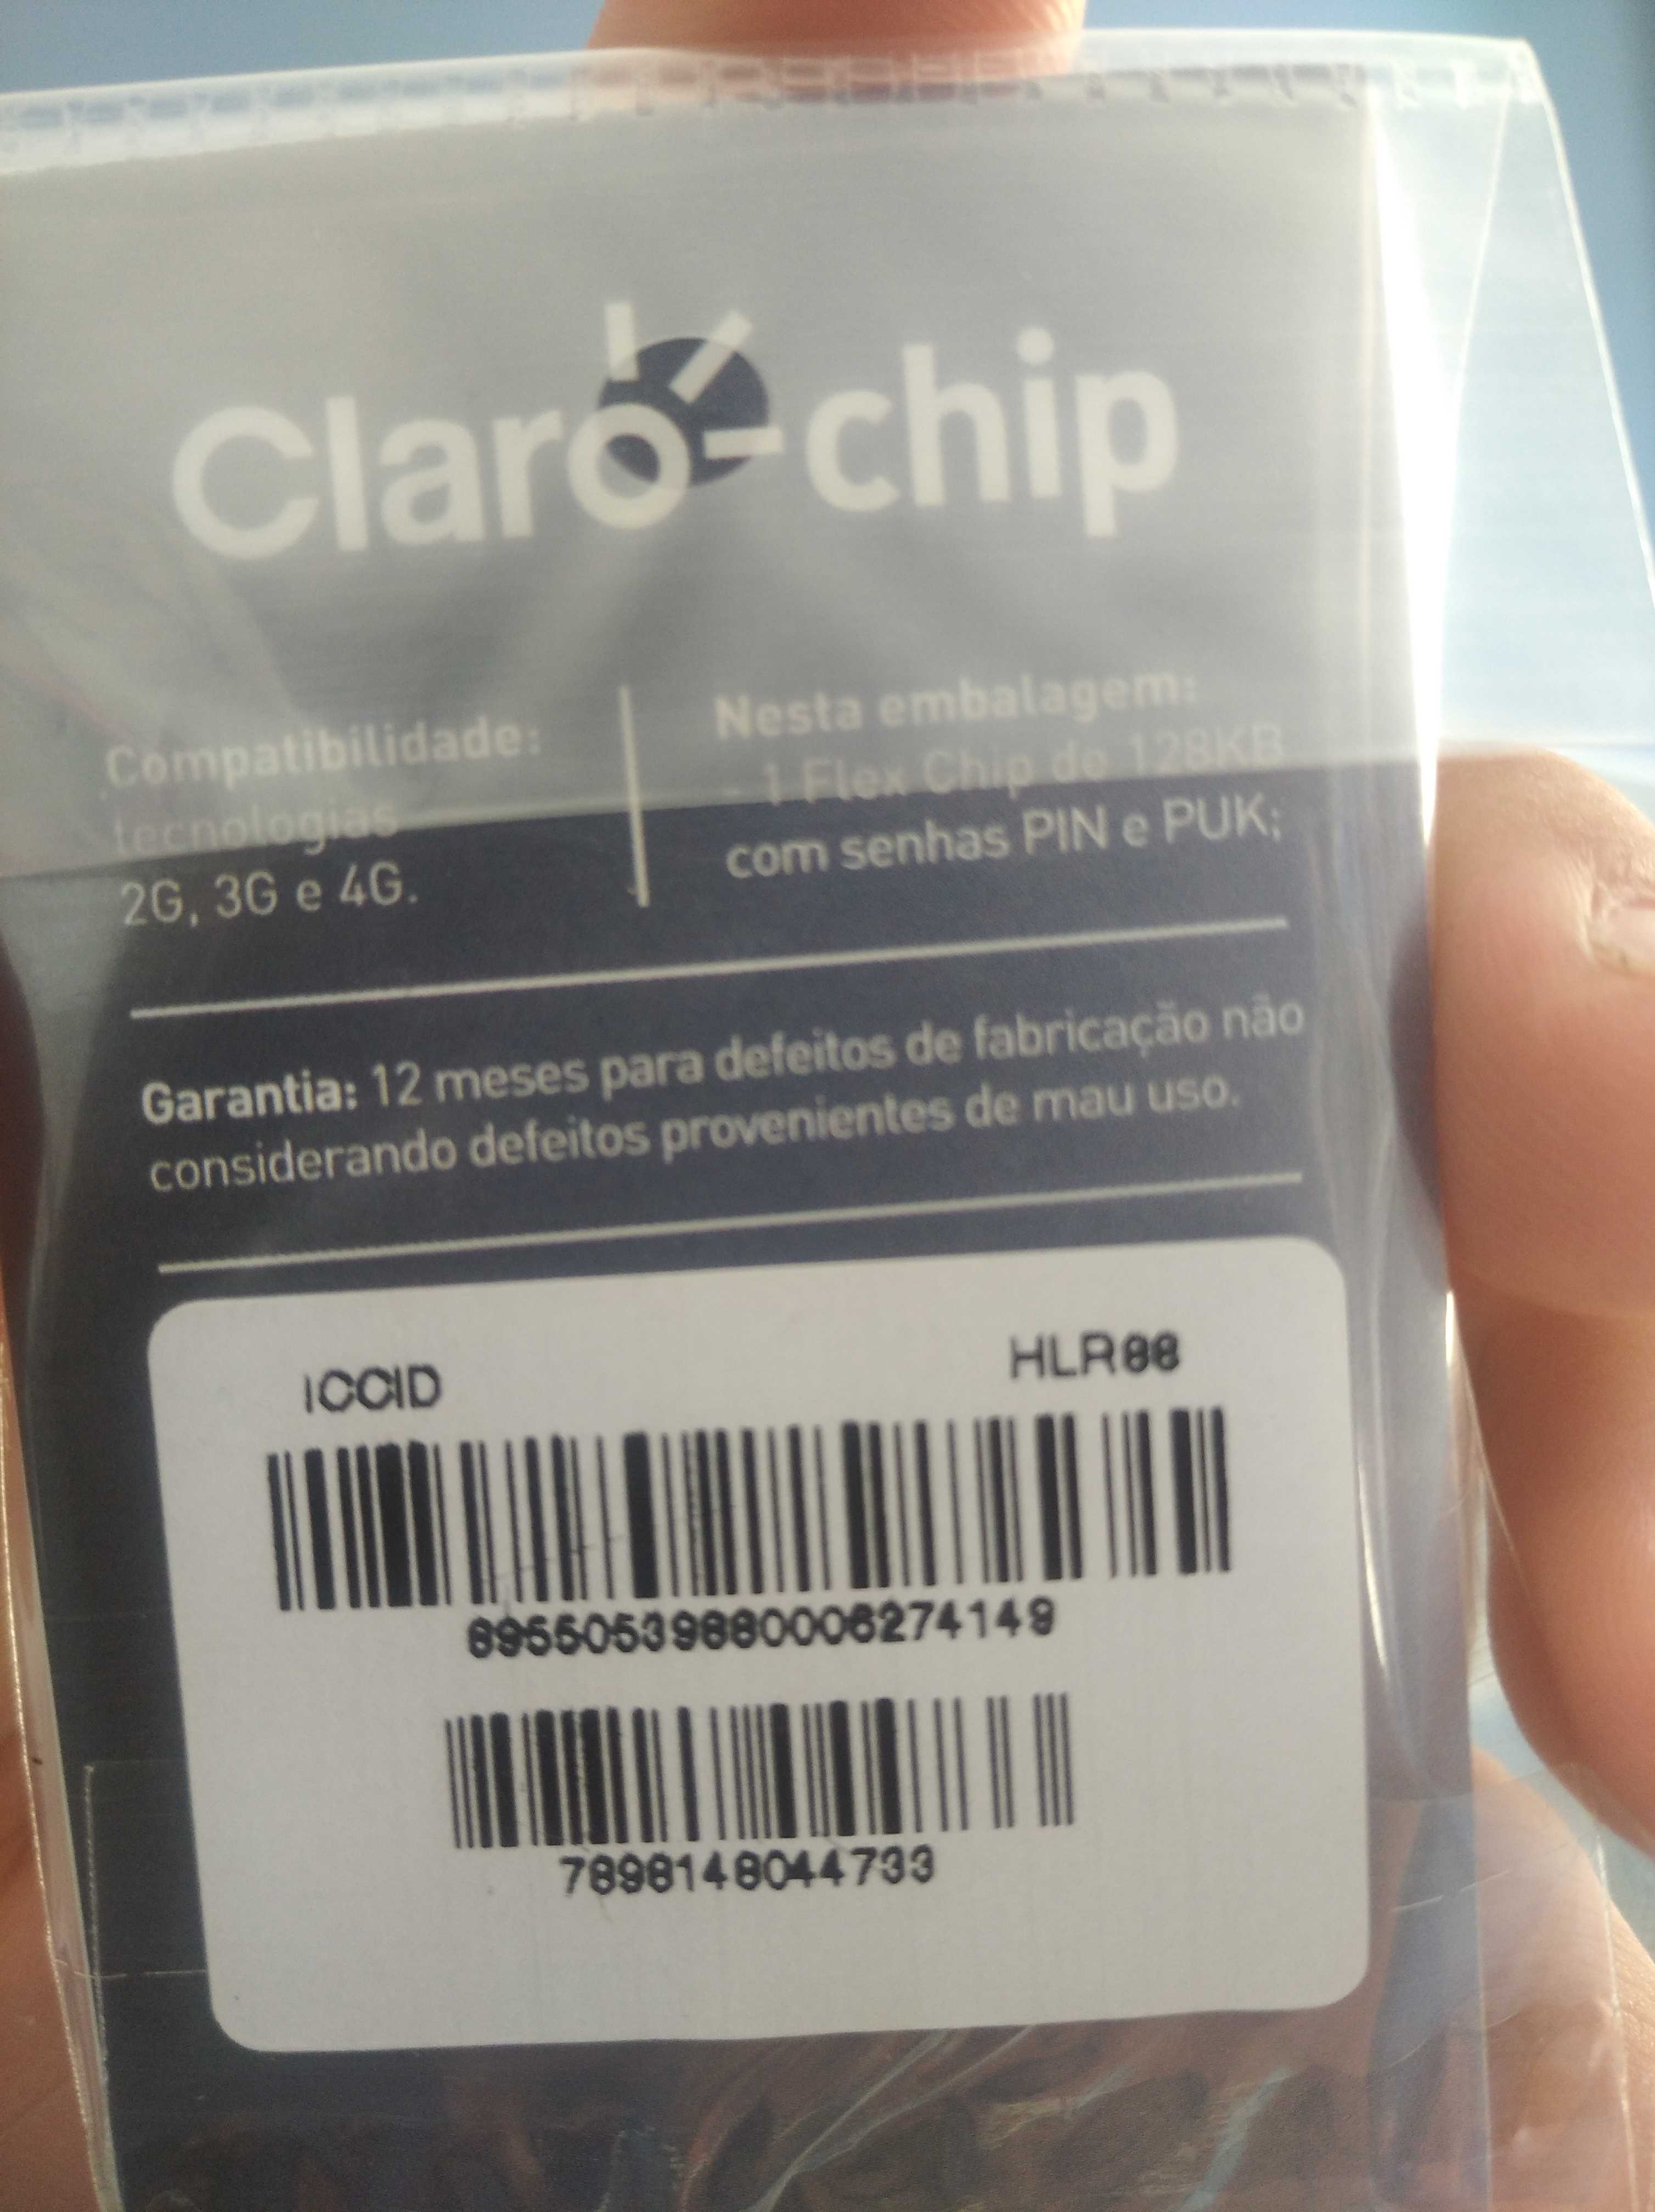 Claro-chip
Compatibilidade:
tecnologias
2G, 3G e 4G.
Nesta embalagem:
- 1 Flex Chip de 128KB
com senhas PIN e PUK;
Garantia: 12 meses para defeitos de fabricação não
considerando defeitos provenientes de mau uso.
ICCID
HLR88
89550539880006274149
7898148044733